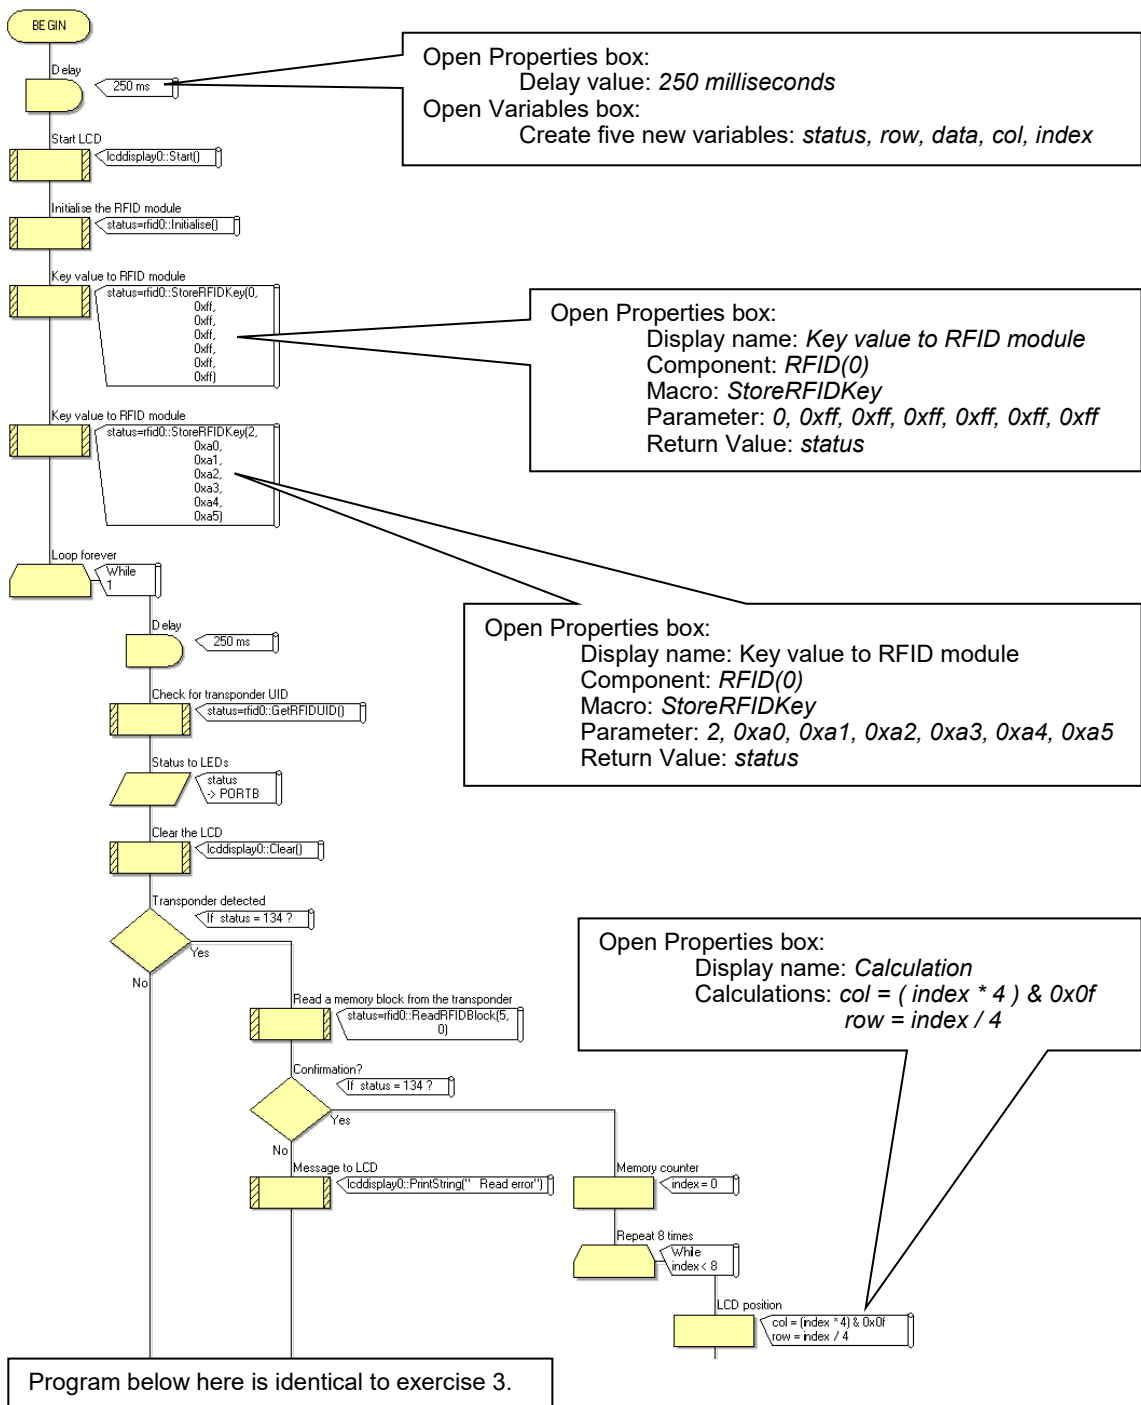 BEGIN
Delay
250 ms
Open Properties box:
Delay value: 250 milliseconds
Open Variables box:
Create five new variables: status, row, data, col, index
Start LCD
lcddisplay0::Start()
Initialise the RFID module
status=rfid0::Initialise()
Key value to RFID module
status=rfid0::StoreRFIDKey(0,
0xff,
0xff,
0xff,
0xff,
0xff,
0xff)
Open Properties box:
Display name: Key value to RFID module
Component: RFID(0)
Macro: StoreRFIDKey
Parameter: 0, 0xff, 0xff, 0xff, 0xff, 0xff, 0xff
Return Value: status
Key value to RFID module
status=rfid0::StoreRFIDKey(2,
0xa0,
0xa1,
0xa2,
0xa3,
0xa4,
0xa5)
Loop forever
While
1
Open Properties box:
Display name: Key value to RFID module
Component: RFID(0)
Macro: StoreRFIDKey
Parameter: 2, 0xa0, 0xa1, 0xa2, 0xa3, 0xa4, 0xa5
Return Value: status
Delay
250 ms
Check for transponder UID
status=rfid0::GetRFIDUID()
Status to LEDs
status
-> PORTB
Clear the LCD
lcddisplay0::Clear()
Transponder detected
If status = 134 ?
Yes
No
Open Properties box:
Display name: Calculation
Calculations: col = ( index * 4 ) & 0x0f
row = index / 4
Read a memory block from the transponder
status=rfid0::ReadRFIDBlock(5,
0)
Confirmation?
If status = 134 ?
Yes
No
Message to LCD
lcddisplay0::PrintString("   Read error")
Memory counter
index = 0
Repeat 8 times
While
index < 8
LCD position
col = (index * 4) & 0x0f
row = index / 4
Program below here is identical to exercise 3.